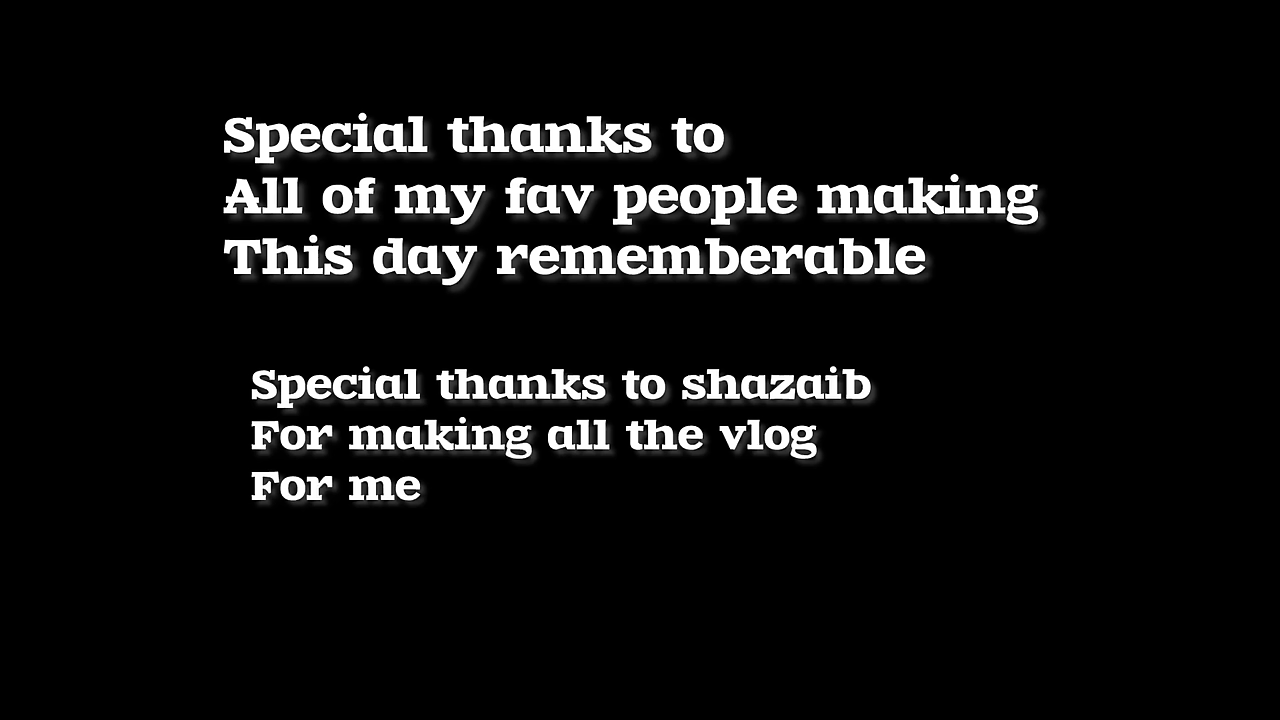 Special thanks to
All of my fav people making
This day rememberable
Special thanks to shazaib
For making all the vlog
For me